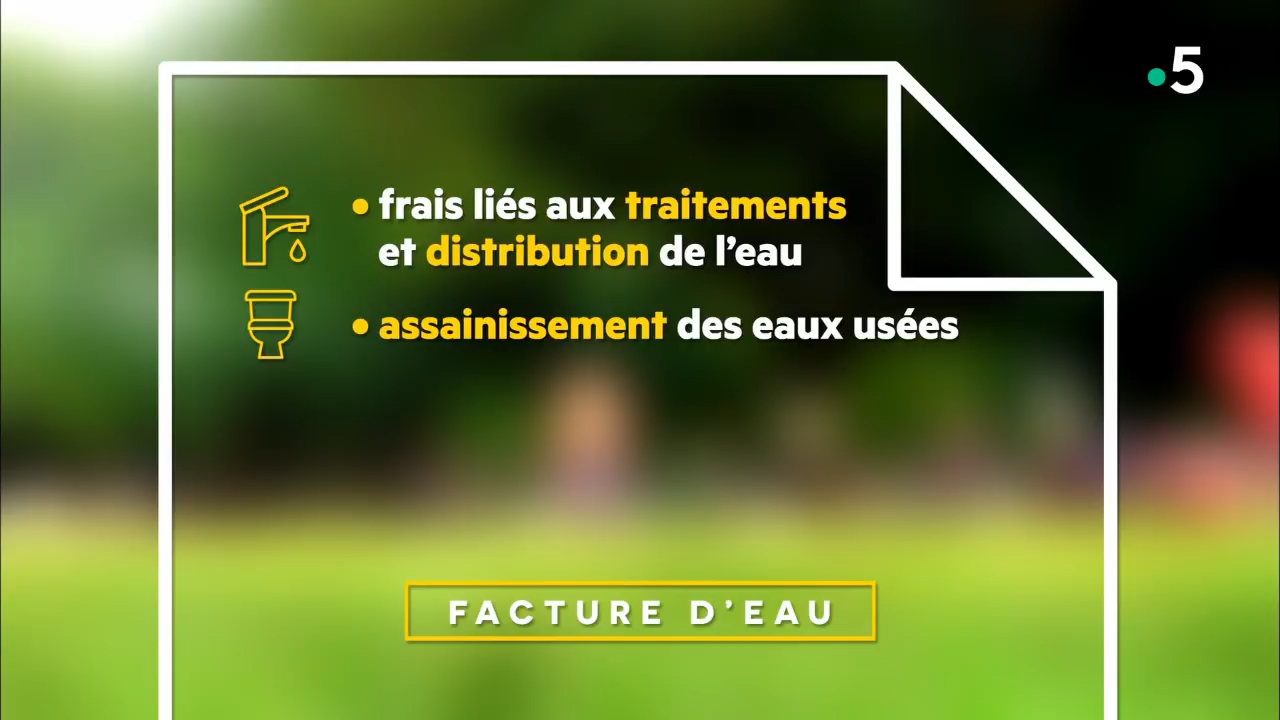 5
• frais liés aux traitements
et distribution de l’eau
• assainissement des eaux usées
FACTURE D’EAU